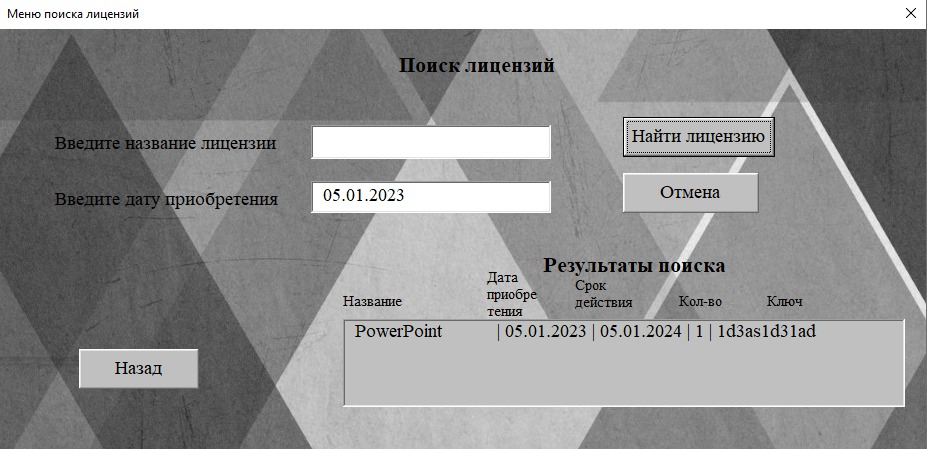 Меню поиска лицензий
Поиск лицензий
Введите название лицензии
Найти лицензию
Введите дату приобретения
05.01.2023
Отмена
Результаты поиска
Название
Дата
приобре
тения
Срок
действия
Кол-во
Ключ
PowerPoint | 05.01.2023 | 05.01.2024 | 1 | 1d3as1d31ad
Назад